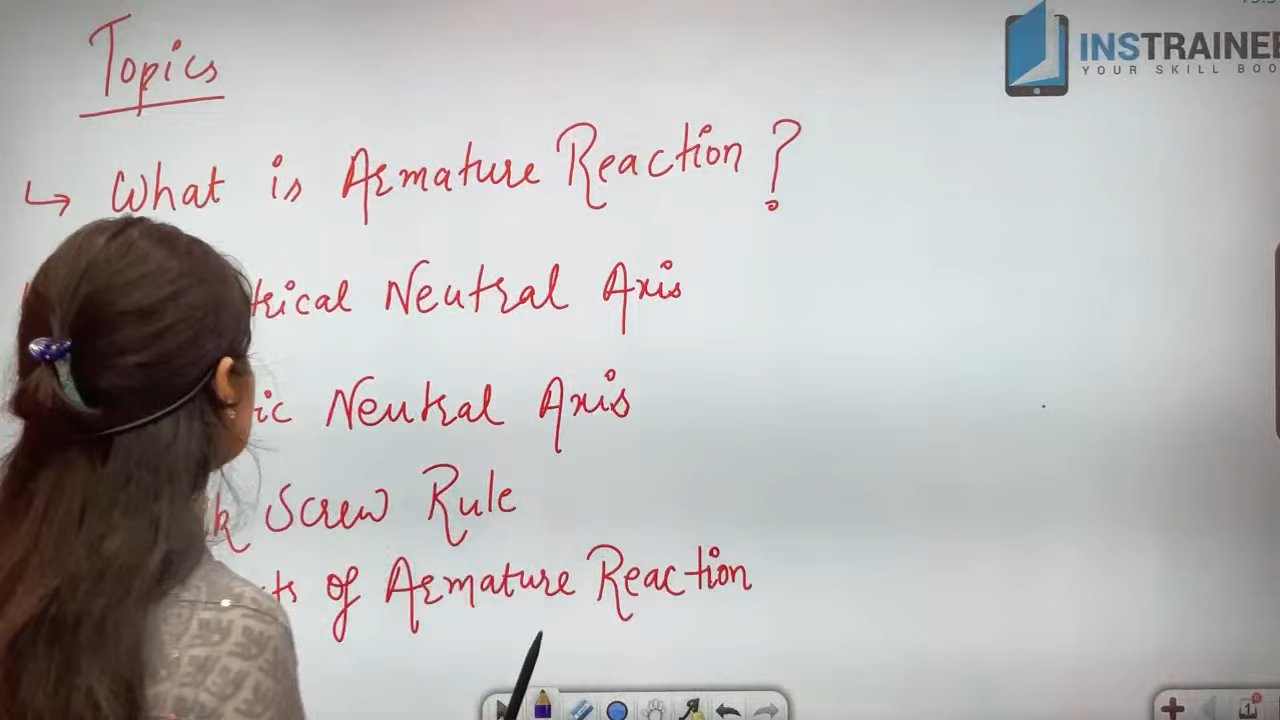 INSTRAINEE
YOUR SKILL BOO
Topics
↳ What is Armature Reaction?
trical Neutral Axis
ic Neutral Axis
k Screw Rule
ts of Armature Reaction
1